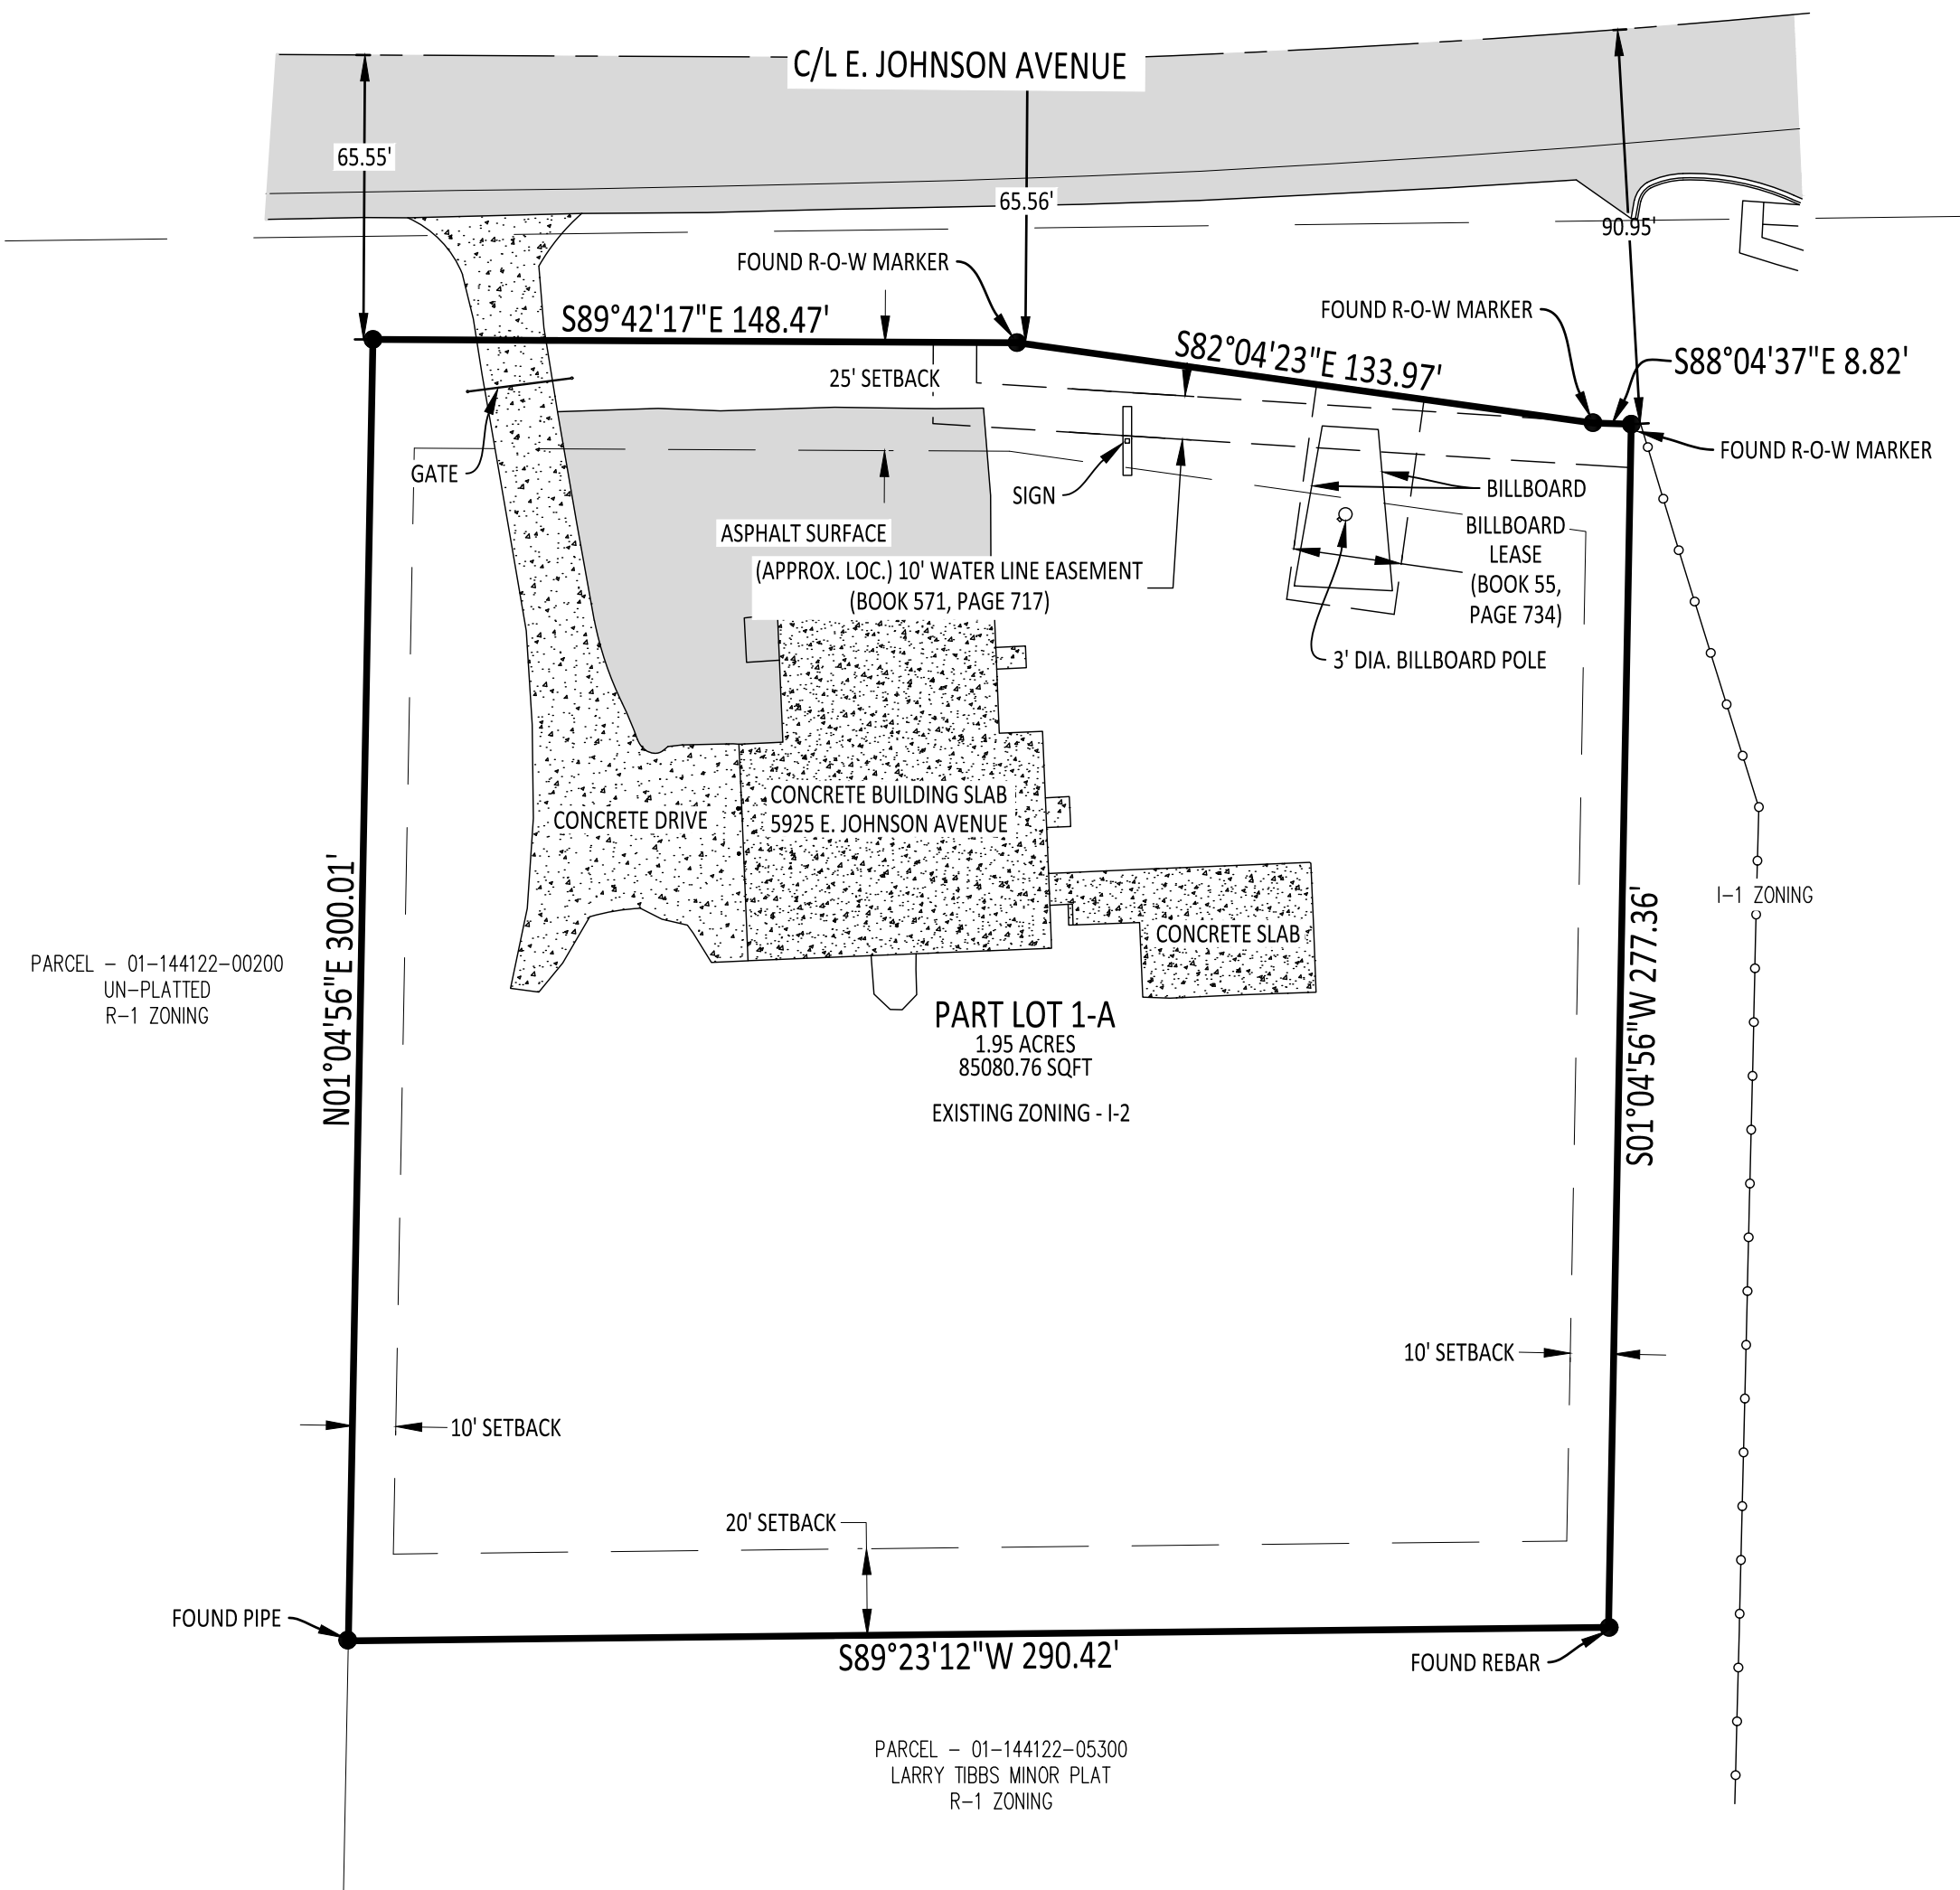 C/L E. JOHNSON AVENUE
65.55'
65.56'
90.95'
FOUND R-O-W MARKER
FOUND R-O-W MARKER
S89°42'17"E 148.47'
S82°04'23"E 133.97'
S88°04'37"E 8.82'
25' SETBACK
FOUND R-O-W MARKER
GATE
SIGN
BILLBOARD
ASPHALT SURFACE
BILLBOARD
LEASE
(BOOK 55,
PAGE 734)
(APPROX. LOC.) 10' WATER LINE EASEMENT
(BOOK 571, PAGE 717)
3' DIA. BILLBOARD POLE
CONCRETE DRIVE
CONCRETE BUILDING SLAB
5925 E. JOHNSON AVENUE
I-1 ZONING
CONCRETE SLAB
N01°04'56"E 300.01'
S01°04'56"W 277.36'
PARCEL - 01-144122-00200
UN-PLATTED
R-1 ZONING
PART LOT 1-A
1.95 ACRES
85080.76 SQFT
EXISTING ZONING - I-2
10' SETBACK
10' SETBACK
20' SETBACK
FOUND PIPE
S89°23'12"W 290.42'
FOUND REBAR
PARCEL - 01-144122-05300
LARRY TIBBS MINOR PLAT
R-1 ZONING